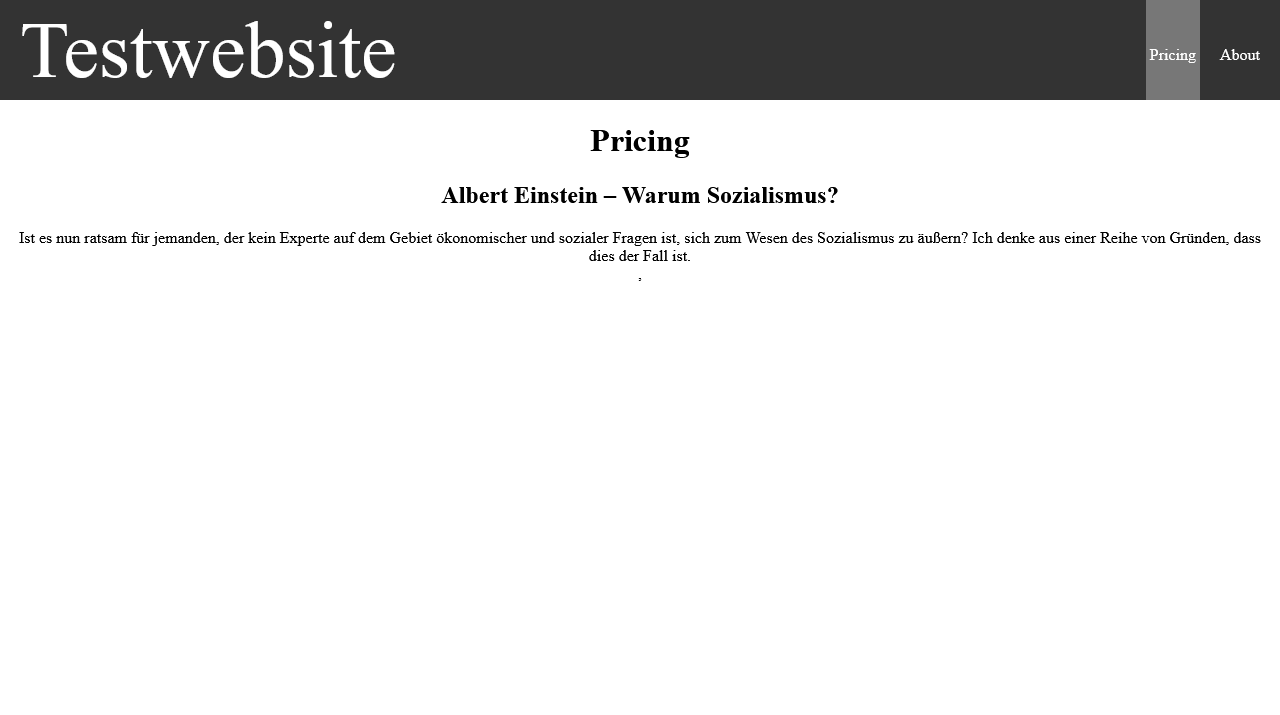 Testwebsite
Pricing
About
Pricing
Albert Einstein – Warum Sozialismus?
Ist es nun ratsam für jemanden, der kein Experte auf dem Gebiet ökonomischer und sozialer Fragen ist, sich zum Wesen des Sozialismus zu äußern? Ich denke aus einer Reihe von Gründen, dass
dies der Fall ist.
,